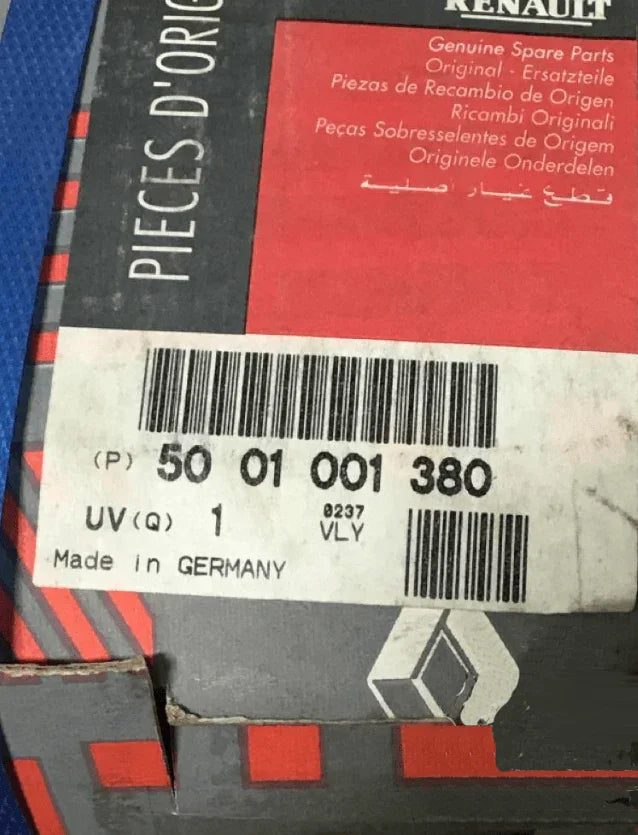 RENAULT
PIECES D'ORIG
Genuine Spare Parts
Original - Ersatzteile
Piezas de Recambio de Origen
Ricambi Originali
Peças Sobresselentes de Origem
Originele Onderdelen
قطع غيار اصلية
(P) 50 01 001 380
UV(Q) 1
0237
VLY
Made in GERMANY